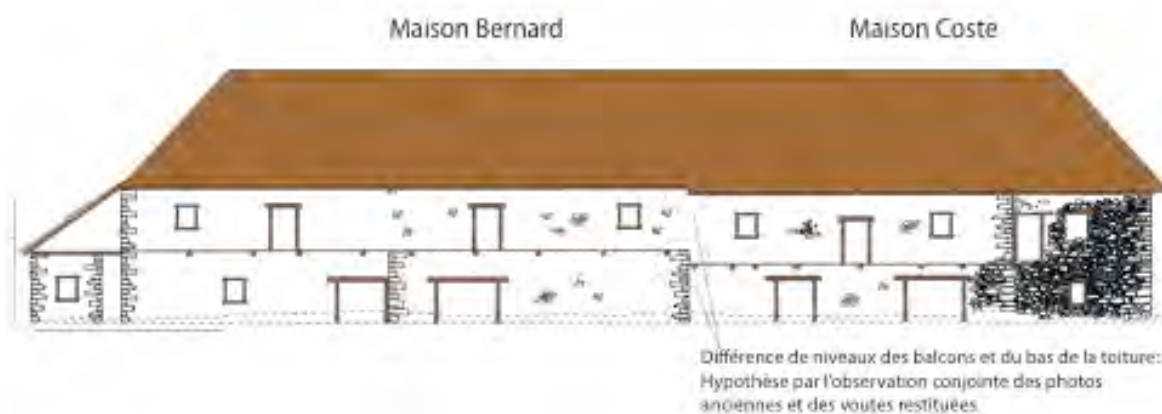 Maison Bernard
Maison Coste
Différence de niveaux des balcons et du bas de la toiture:
Hypothèse par l'observation conjointe des photos
anciennes et des voutes restituées.